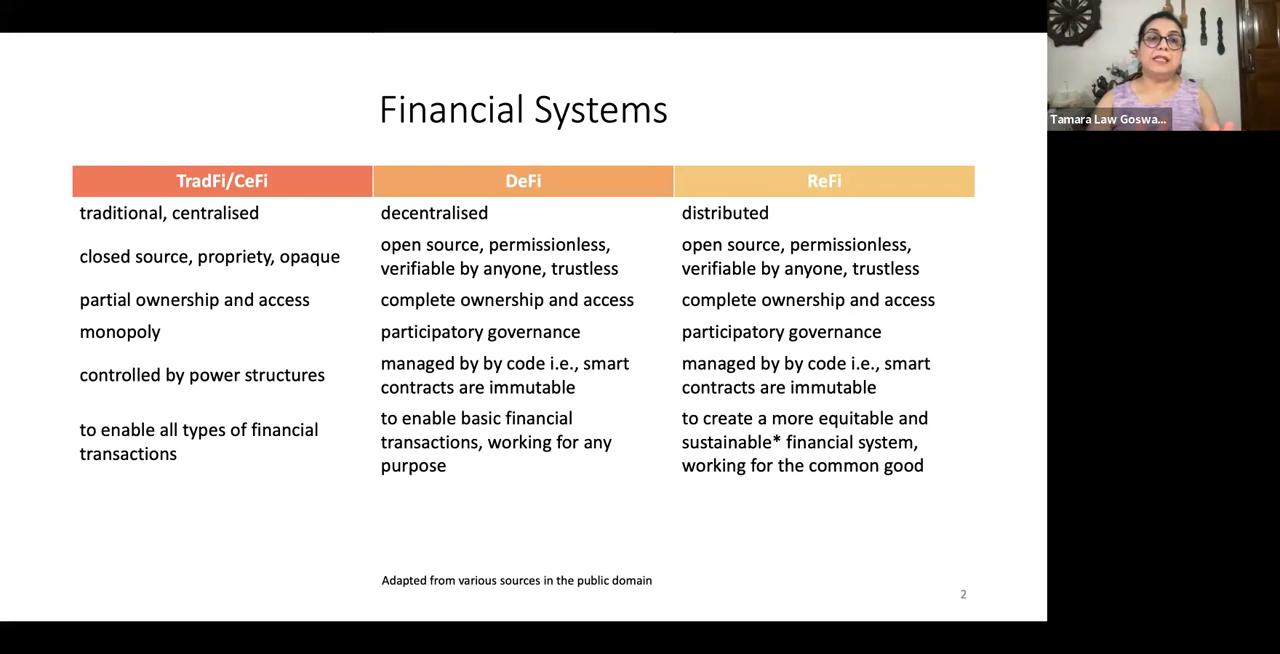 Financial Systems
TradFi/CeFi
DeFi
ReFi
traditional, centralised
decentralised
distributed
closed source, propriety, opaque
open source, permissionless,
verifiable by anyone, trustless
open source, permissionless,
verifiable by anyone, trustless
partial ownership and access
complete ownership and access
complete ownership and access
monopoly
participatory governance
participatory governance
controlled by power structures
managed by by code i.e., smart
contracts are immutable
managed by by code i.e., smart
contracts are immutable
to enable all types of financial
transactions
to enable basic financial
transactions, working for any
purpose
to create a more equitable and
sustainable* financial system,
working for the common good
Adapted from various sources in the public domain
2
Tamara Law Goswa...